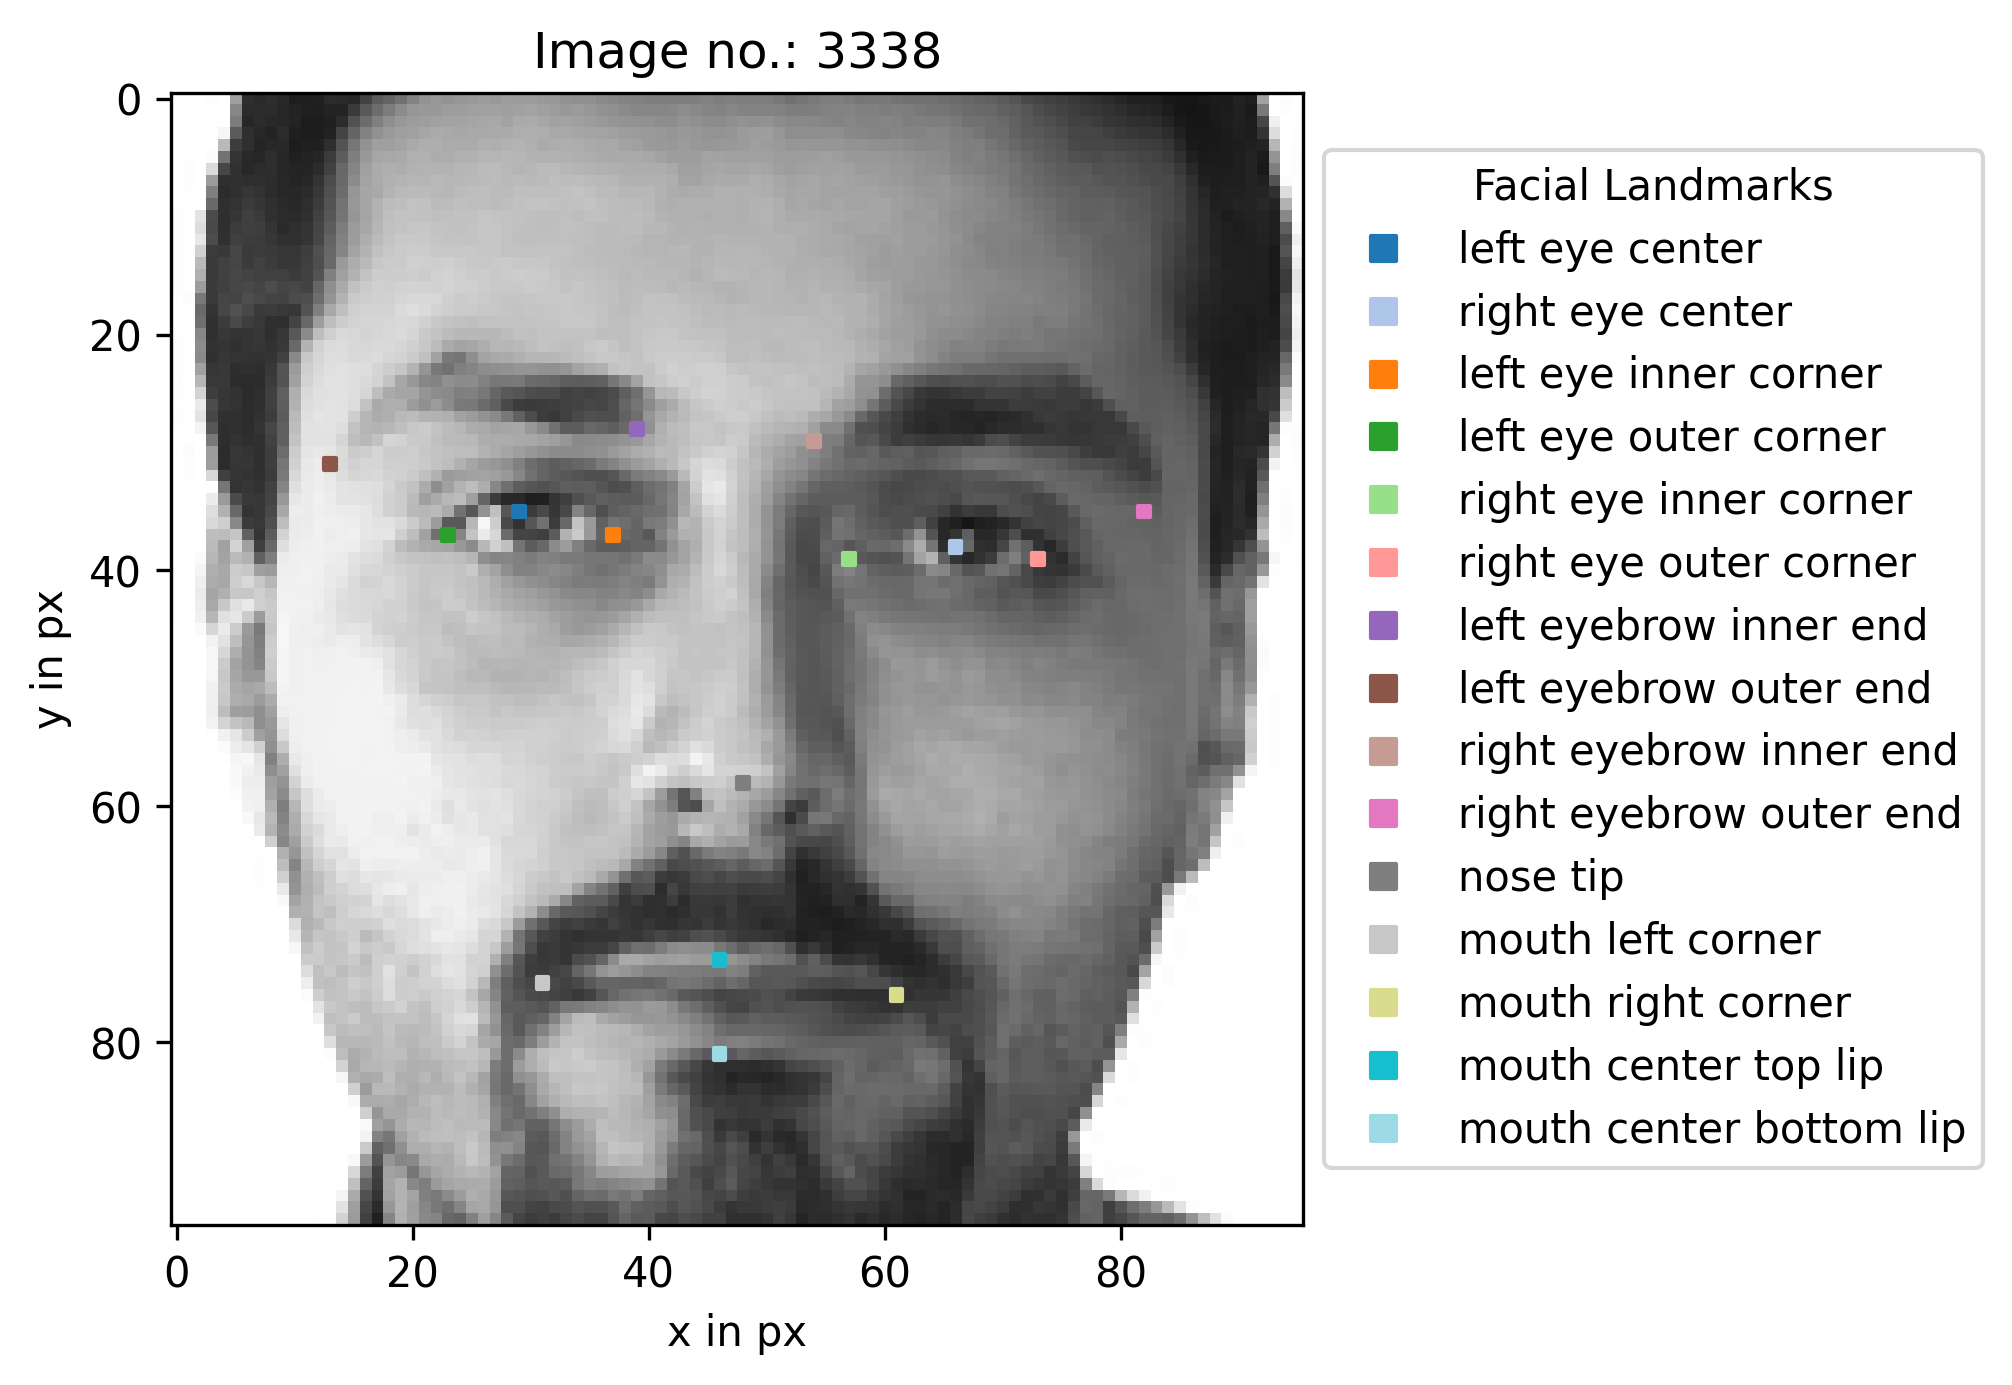 Image no.: 3338
0
20
40
60
80
y in px
0 20 40 60 80
x in px
Facial Landmarks
left eye center
right eye center
left eye inner corner
left eye outer corner
right eye inner corner
right eye outer corner
left eyebrow inner end
left eyebrow outer end
right eyebrow inner end
right eyebrow outer end
nose tip
mouth left corner
mouth right corner
mouth center top lip
mouth center bottom lip